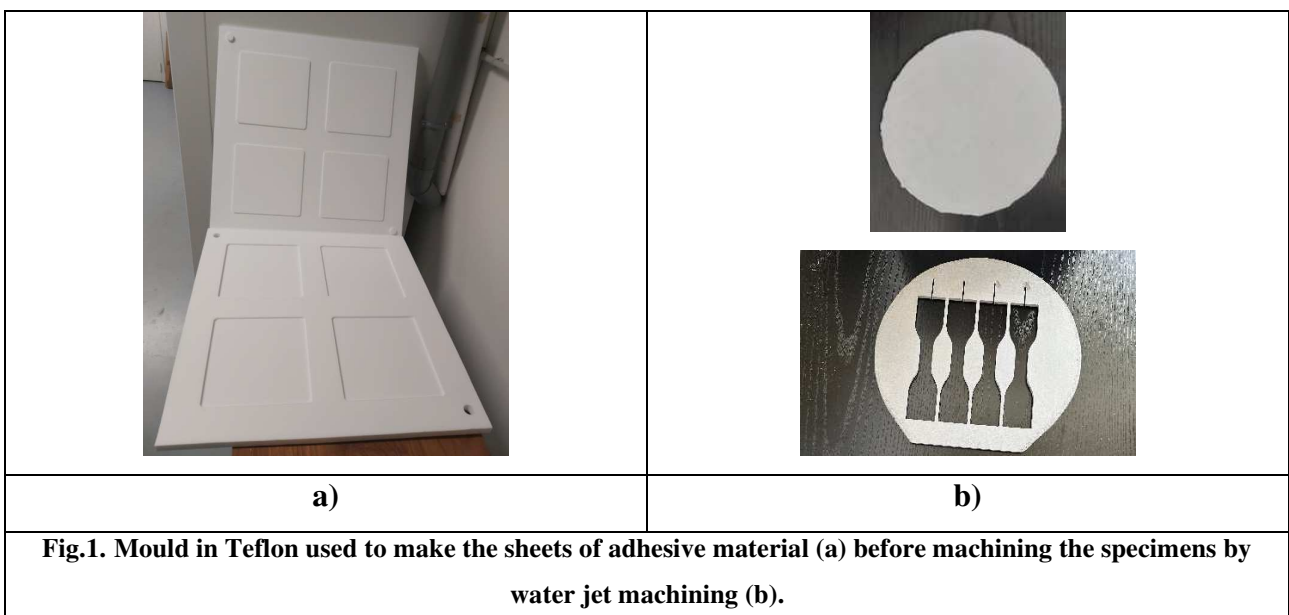 a)
b)
Fig.1. Mould in Teflon used to make the sheets of adhesive material (a) before machining the specimens by
water jet machining (b).